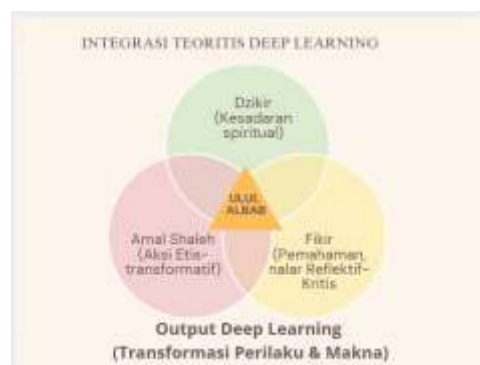 INTEGRASI TEORITIS DEEP LEARNING
Dzikir
(Kesadaran
spiritual)
ULUL
ALBAB
Amal Shaleh
(Aksi Etis-
transformatif)
Fikir
(Pemahaman,
nalar Reflektif-
Kritis
Output Deep Learning
(Transformasi Perilaku & Makna)